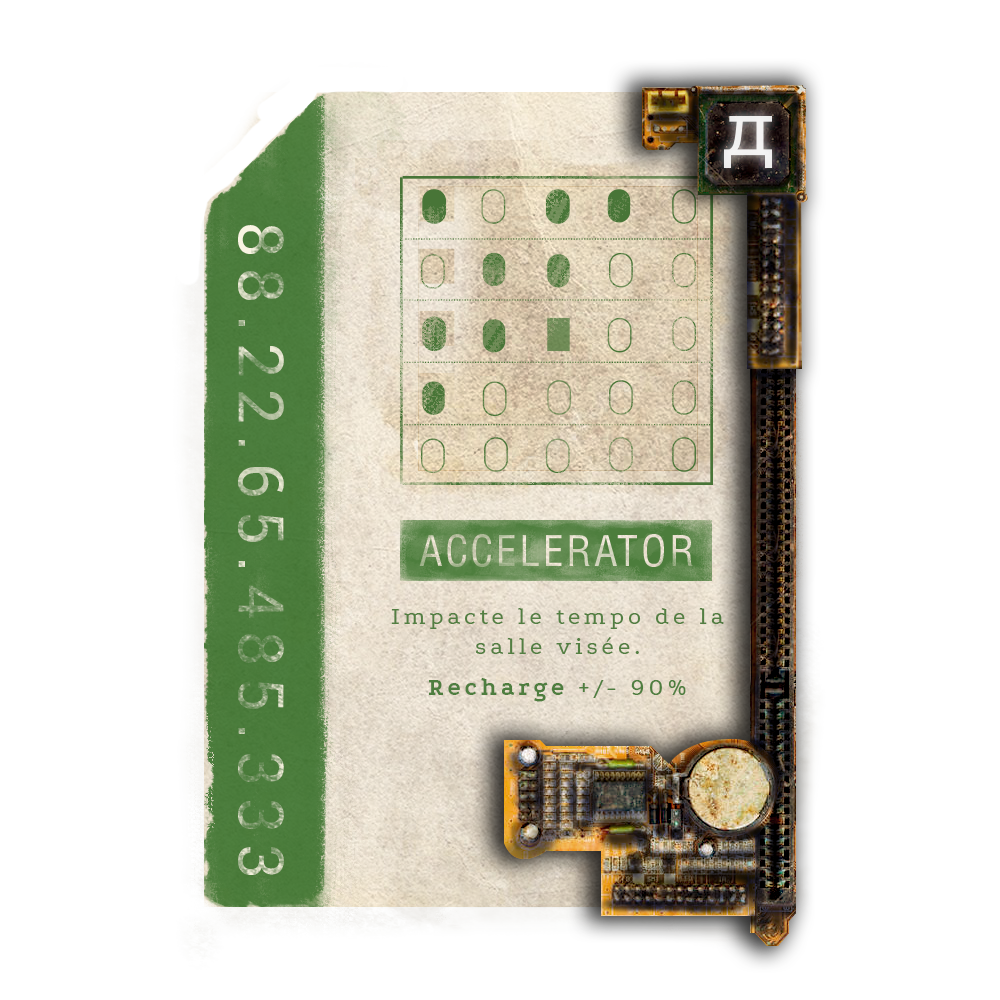 Д
88.22.65.485.333
ACCELERATOR
Impacte le tempo de la
salle visée.
Recharge +/- 90%